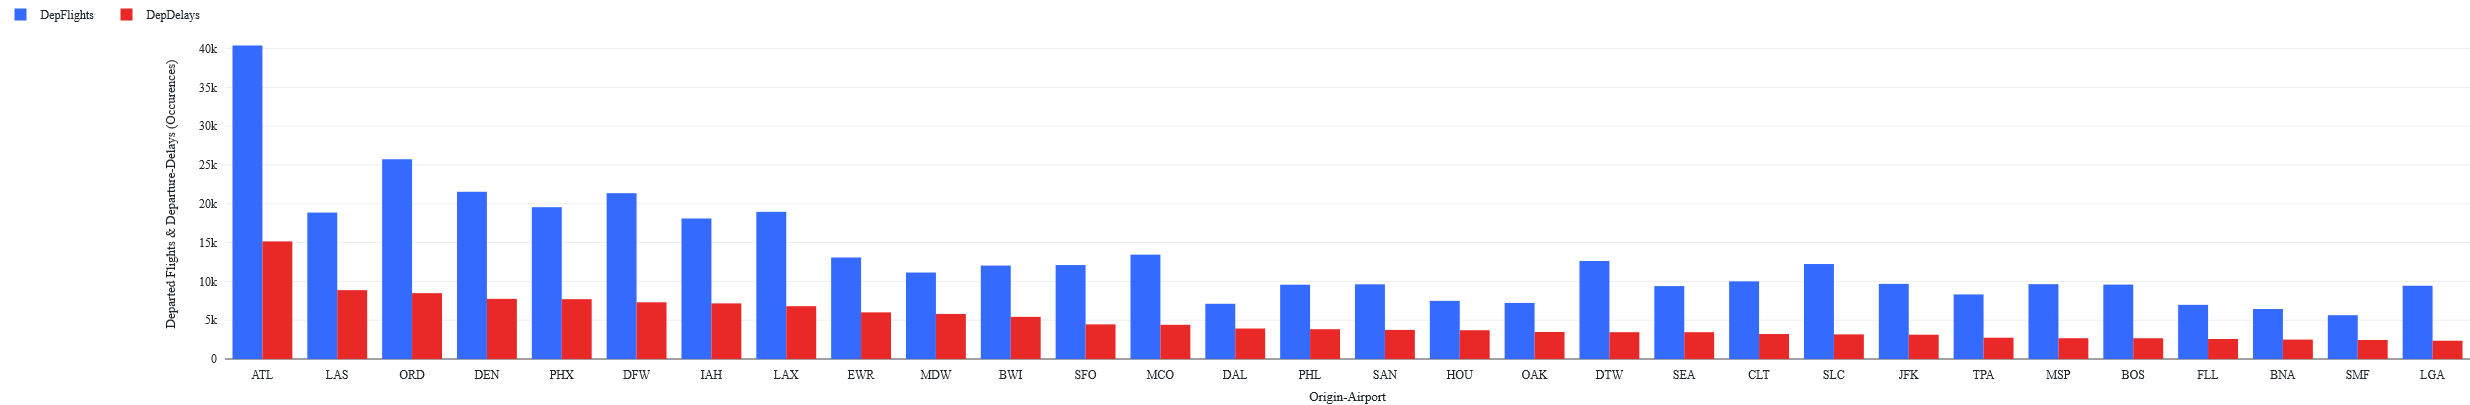 DepFlights DepDelays
Departed Flights & Departure-Delays (Occurences)
40k
35k
30k
25k
20k
15k
10k
5k
0
ATL LAS ORD DEN PHX DFW IAH LAX EWR MDW BWI SFO MCO DAL PHL SAN HOU OAK DTW SEA CLT SLC JFK TPA MSP BOS FLL BNA SMF LGA
Origin-Airport